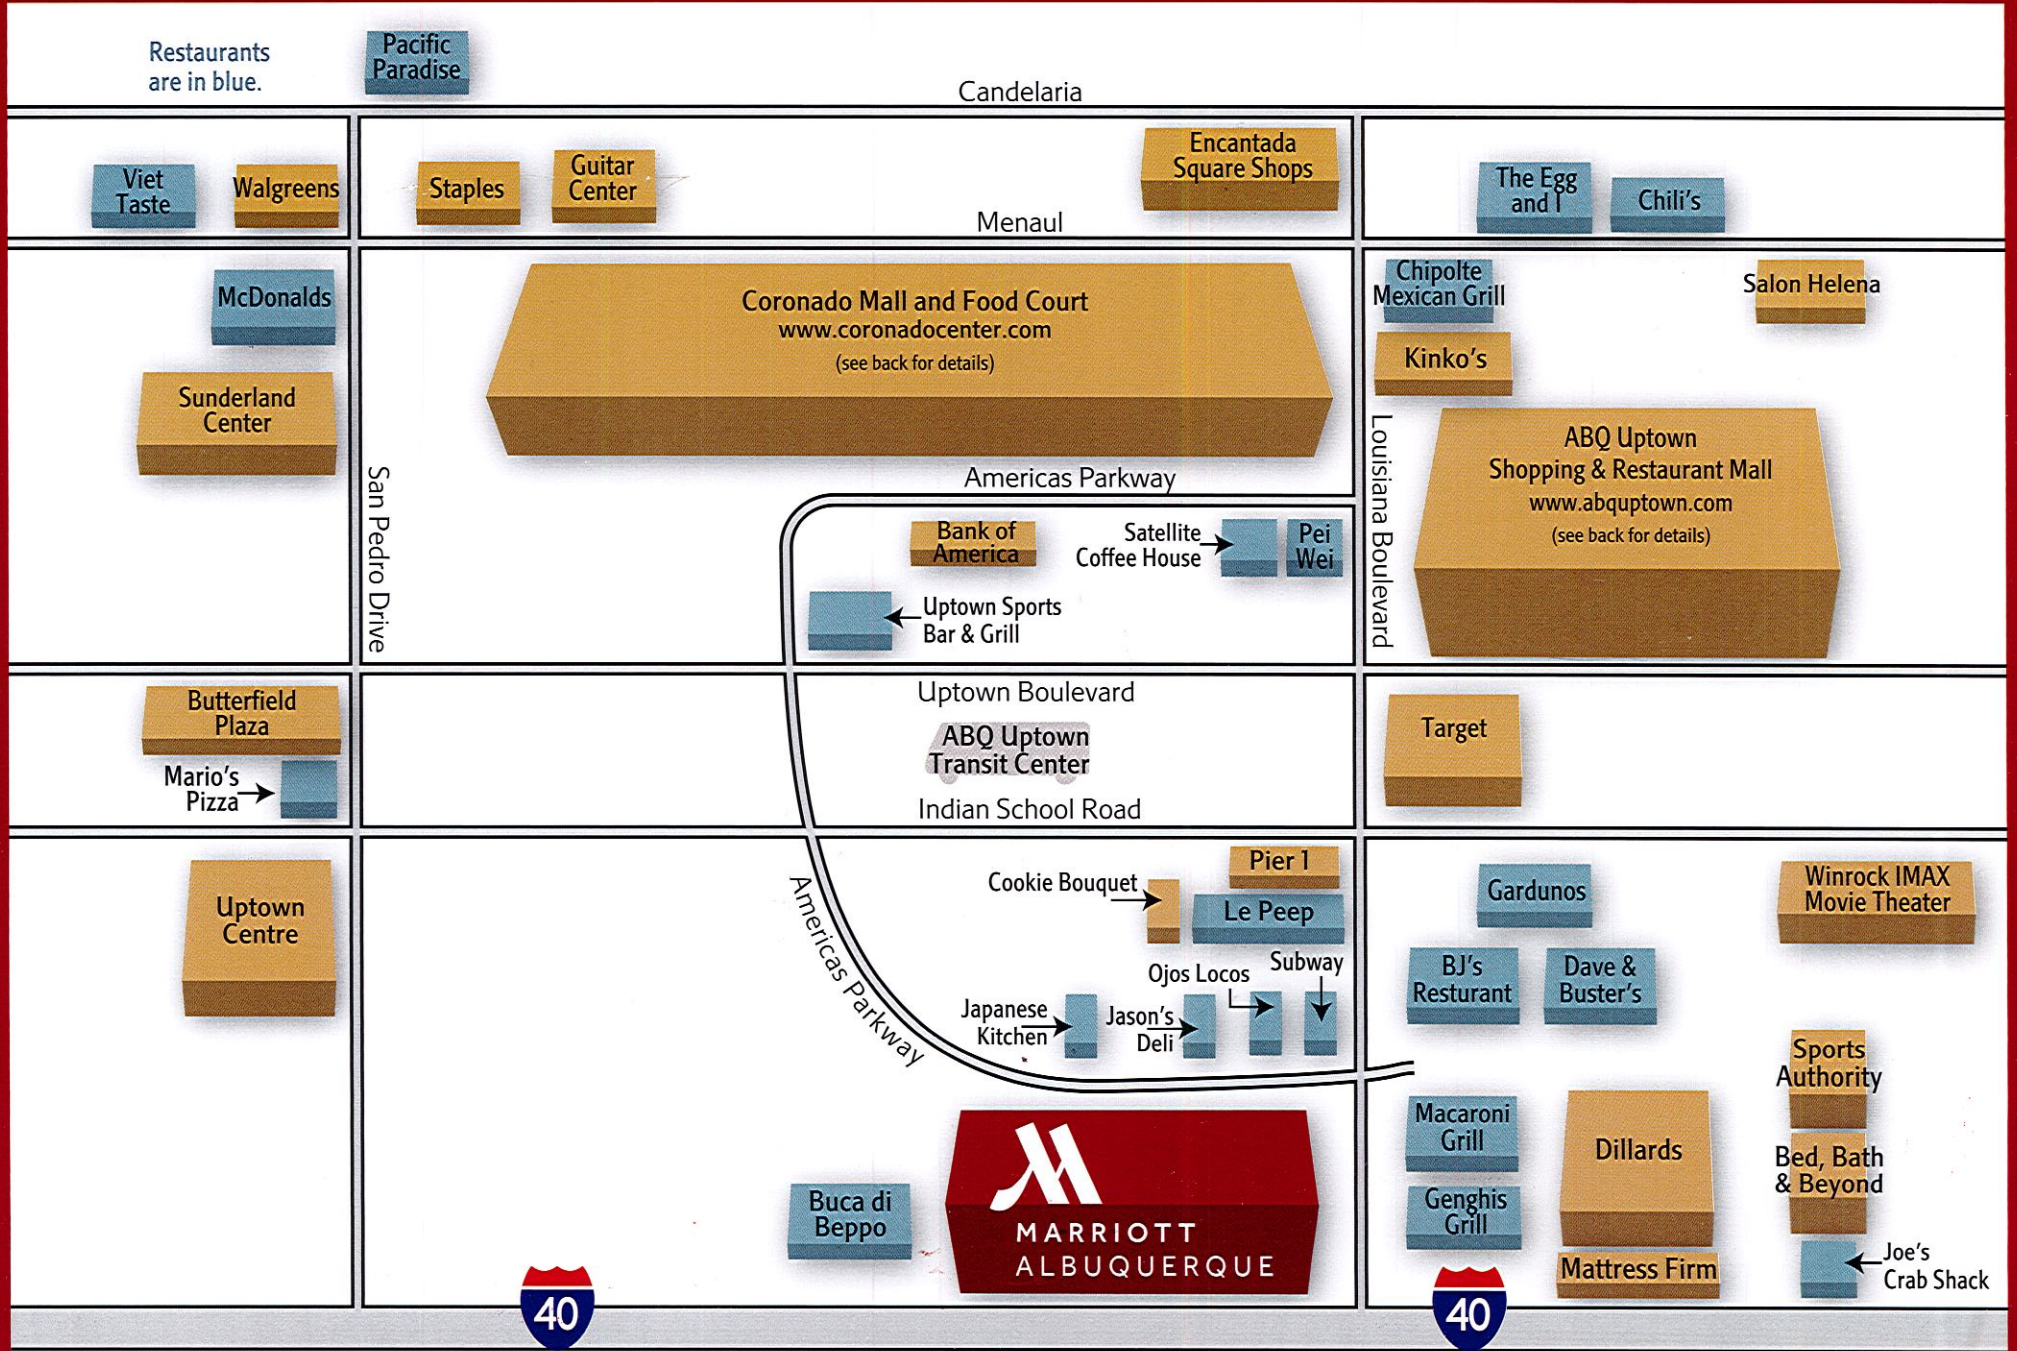 Restaurants
are in blue.
Pacific
Paradise
Candelaria
Viet
Taste
Walgreens
Staples
Guitar
Center
Encantada
Square Shops
The Egg
and I
Chili's
Menaul
McDonalds
Coronado Mall and Food Court
www.coronadocenter.com
(see back for details)
Chipolte
Mexican Grill
Salon Helena
Kinko's
Sunderland
Center
San Pedro Drive
Louisiana Boulevard
ABQ Uptown
Shopping & Restaurant Mall
www.abquptown.com
(see back for details)
Americas Parkway
Bank of
America
Satellite
Coffee House
Pei
Wei
Uptown Sports
Bar & Grill
Butterfield
Plaza
Uptown Boulevard
ABQ Uptown
Transit Center
Target
Mario's
Pizza
Indian School Road
Uptown
Centre
Americas Parkway
Cookie Bouquet
Pier 1
Le Peep
Gardunos
Winrock IMAX
Movie Theater
Ojos Locos
Subway
BJ's
Resturant
Dave &
Buster's
Japanese
Kitchen
Jason's
Deli
Sports
Authority
Macaroni
Grill
Dillards
Bed, Bath
& Beyond
Buca di
Beppo
MARRIOTT
ALBUQUERQUE
Genghis
Grill
Mattress Firm
Joe's
Crab Shack
40
40